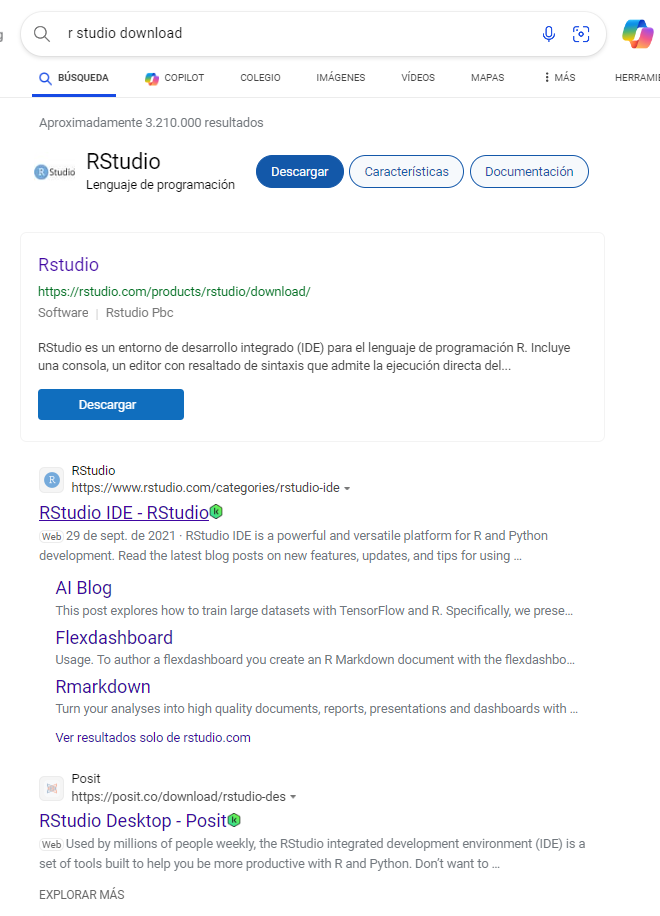 g
r studio download
BÚSQUEDA
COPILOT
COLEGIO
IMÁGENES
VÍDEOS
MAPAS
MÁS
HERRAMIE
Aproximadamente 3.210.000 resultados
R Studio
RStudio
Lenguaje de programación
Descargar
Características
Documentación
Rstudio
https://rstudio.com/products/rstudio/download/
Software | Rstudio Pbc
RStudio es un entorno de desarrollo integrado (IDE) para el lenguaje de programación R. Incluye
una consola, un editor con resaltado de sintaxis que admite la ejecución directa del...
Descargar
R
RStudio
https://www.rstudio.com/categories/rstudio-ide
RStudio IDE - RStudio
k
Web 29 de sept. de 2021 · RStudio IDE is a powerful and versatile platform for R and Python
development. Read the latest blog posts on new features, updates, and tips for using ...
AI Blog
This post explores how to train large datasets with TensorFlow and R. Specifically, we prese...
Flexdashboard
Usage. To author a flexdashboard you create an R Markdown document with the flexdashbo...
Rmarkdown
Turn your analyses into high quality documents, reports, presentations and dashboards with ...
Ver resultados solo de rstudio.com
Posit
https://posit.co/download/rstudio-des
RStudio Desktop - Posit
k
Web Used by millions of people weekly, the RStudio integrated development environment (IDE) is a
set of tools built to help you be more productive with R and Python. Don’t want to ...
EXPLORAR MÁS